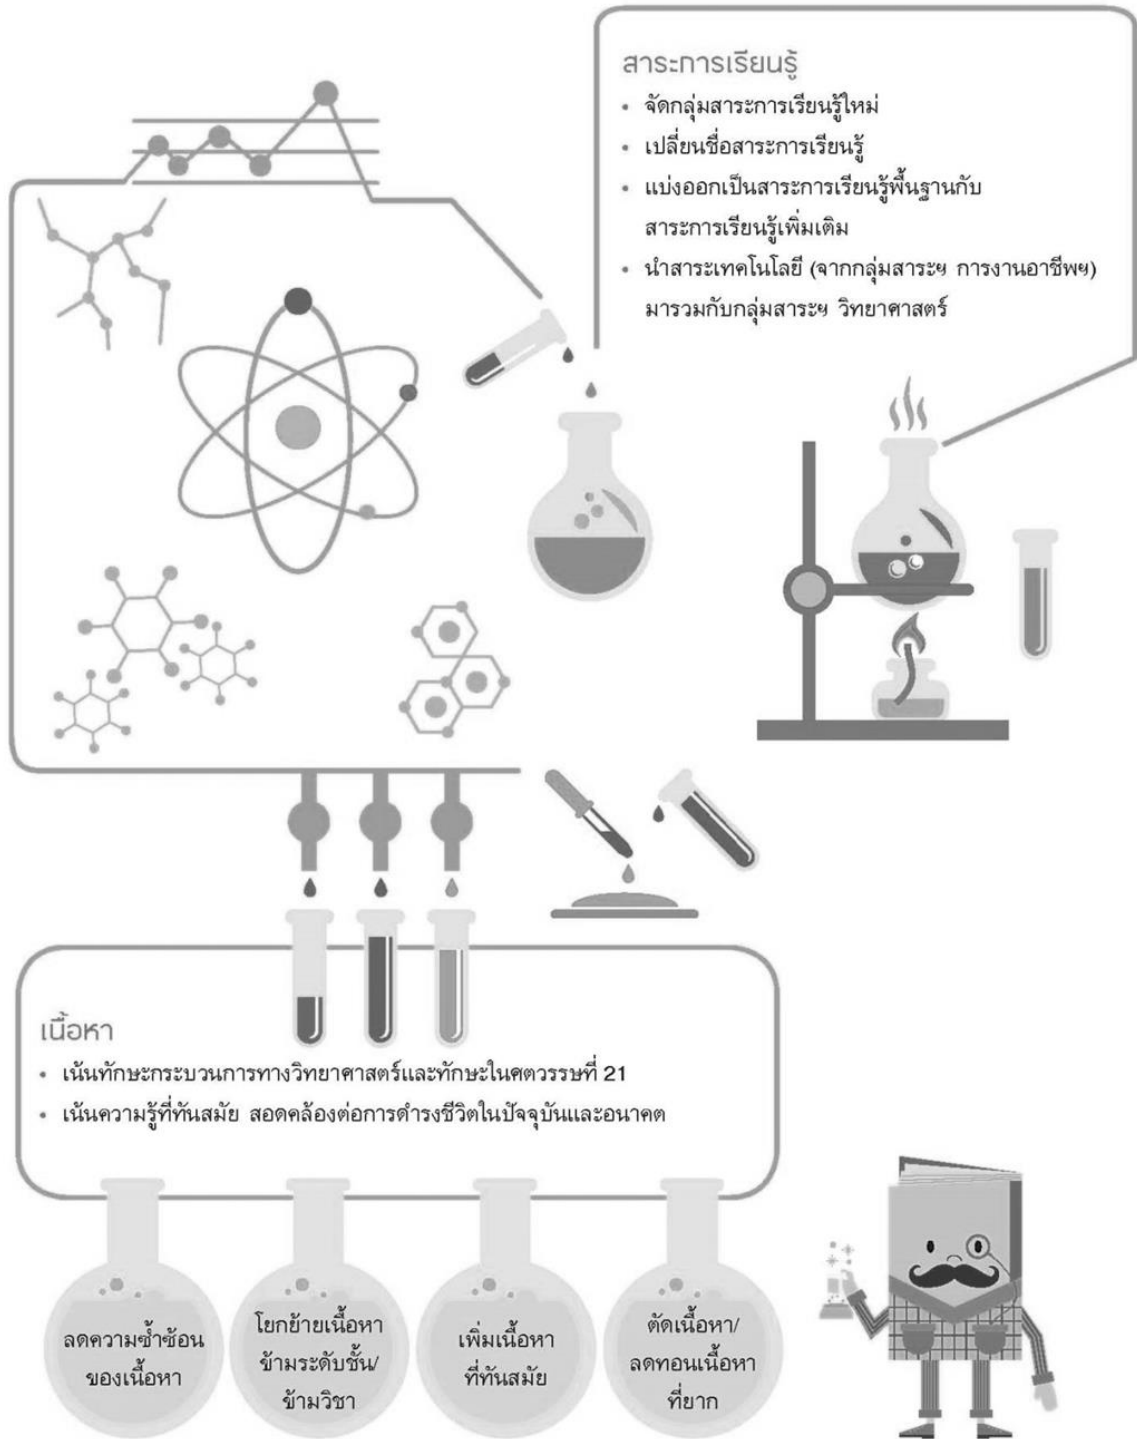 สาระการเรียนรู้
• จัดกลุ่มสาระการเรียนรู้ใหม่
• เปลี่ยนชื่อสาระการเรียนรู้
• แบ่งออกเป็นสาระการเรียนรู้พื้นฐานกับ
สาระการเรียนรู้เพิ่มเติม
• นำสาระเทคโนโลยี (จากกลุ่มสาระฯ การงานอาชีพฯ)
มารวมกับกลุ่มสาระฯ วิทยาศาสตร์
เนื้อหา
• เน้นทักษะกระบวนการทางวิทยาศาสตร์และทักษะในศตวรรษที่ 21
• เน้นความรู้ที่ทันสมัย สอดคล้องต่อการดำรงชีวิตในปัจจุบันและอนาคต
ลดความซ้ำซ้อน
ของเนื้อหา
โยกย้ายเนื้อหา
ข้ามระดับชั้น/
ข้ามวิชา
เพิ่มเนื้อหา
ที่ทันสมัย
ตัดเนื้อหา/
ลดทอนเนื้อหา
ที่ยาก